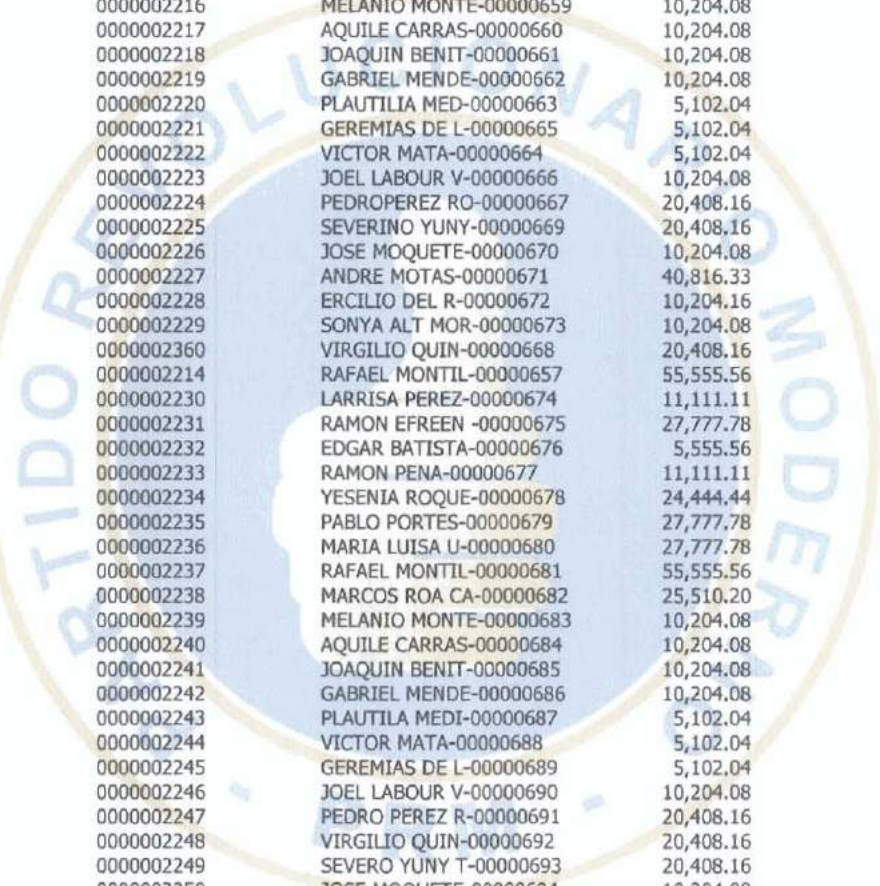 0000002216 MELANIO MONTE-00000659 10,204.08
0000002217 AQUILE CARRAS-00000660 10,204.08
0000002218 JOAQUIN BENIT-00000661 10,204.08
0000002219 GABRIEL MENDE-00000662 10,204.08
0000002220 PLAUTILIA MED-00000663 5,102.04
0000002221 GEREMIAS DE L-00000665 5,102.04
0000002222 VICTOR MATA-00000664 5,102.04
0000002223 JOEL LABOUR V-00000666 10,204.08
0000002224 PEDROPEREZ RO-00000667 20,408.16
0000002225 SEVERINO YUNY-00000669 20,408.16
0000002226 JOSE MOQUETE-00000670 10,204.08
0000002227 ANDRE MOTAS-00000671 40,816.33
0000002228 ERCILIO DEL R-00000672 10,204.16
0000002229 SONYA ALT MOR-00000673 10,204.08
0000002360 VIRGILIO QUIN-00000668 20,408.16
0000002214 RAFAEL MONTIL-00000657 55,555.56
0000002230 LARRISA PEREZ-00000674 11,111.11
0000002231 RAMON EFREEN -00000675 27,777.78
0000002232 EDGAR BATISTA-00000676 5,555.56
0000002233 RAMON PENA-00000677 11,111.11
0000002234 YESENIA ROQUE-00000678 24,444.44
0000002235 PABLO PORTES-00000679 27,777.78
0000002236 MARIA LUISA U-00000680 27,777.78
0000002237 RAFAEL MONTIL-00000681 55,555.56
0000002238 MARCOS ROA CA-00000682 25,510.20
0000002239 MELANIO MONTE-00000683 10,204.08
0000002240 AQUILE CARRAS-00000684 10,204.08
0000002241 JOAQUIN BENIT-00000685 10,204.08
0000002242 GABRIEL MENDE-00000686 10,204.08
0000002243 PLAUTILA MEDI-00000687 5,102.04
0000002244 VICTOR MATA-00000688 5,102.04
0000002245 GEREMIAS DE L-00000689 5,102.04
0000002246 JOEL LABOUR V-00000690 10,204.08
0000002247 PEDRO PEREZ R-00000691 20,408.16
0000002248 VIRGILIO QUIN-00000692 20,408.16
0000002249 SEVERO YUNY T-00000693 20,408.16
PARTIDO REVOLUCIONARIO MODERNO
- PRM -